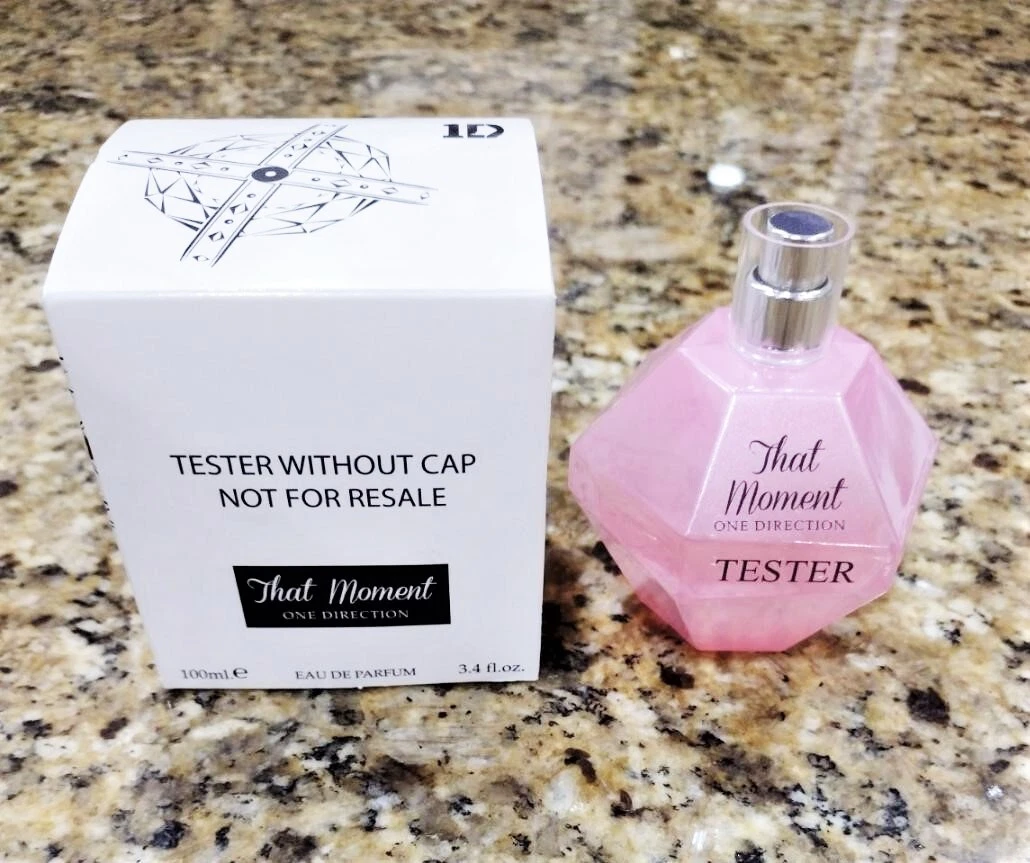 1D
TESTER WITHOUT CAP
NOT FOR RESALE
That Moment
ONE DIRECTION
100ml.e
EAU DE PARFUM
3.4 fl.oz.
That
Moment
ONE DIRECTION
TESTER